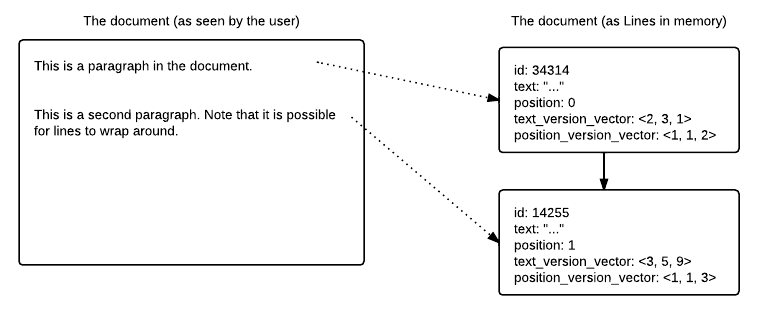 The document (as seen by the user)
This is a paragraph in the document.
This is a second paragraph. Note that it is possible
for lines to wrap around.
The document (as Lines in memory)
id: 34314
text: "..."
position: 0
text_version_vector: <2, 3, 1>
position_version_vector: <1, 1, 2>
id: 14255
text: "..."
position: 1
text_version_vector: <3, 5, 9>
position_version_vector: <1, 1, 3>